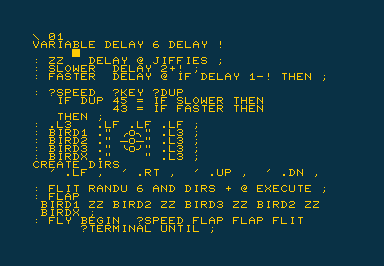 \ 01
VARIABLE DELAY 6 DELAY !
: ZZ   DELAY @ JIFFIES ;
: SLOWER  DELAY 2+! ;
: FASTER  DELAY @ IF DELAY 1-! THEN ;
: ?SPEED  ?KEY ?DUP
IF DUP 45 = IF SLOWER THEN
43 = IF FASTER THEN
THEN ;
: .L3   .LF .LF .LF ;
: BIRD1 ."     " .L3 ;
: BIRD2 ."     " .L3 ;
: BIRD3 ."     " .L3 ;
: BIRDX ."     " .L3 ;
CREATE DIRS
' .LF ,  ' .RT ,  ' .UP ,  ' .DN ,
: FLIT RANDU 6 AND DIRS + @ EXECUTE ;
: FLAP
BIRD1 ZZ BIRD2 ZZ BIRD3 ZZ BIRD2 ZZ
BIRDX ;
: FLY BEGIN  ?SPEED FLAP FLAP FLIT
?TERMINAL UNTIL ;